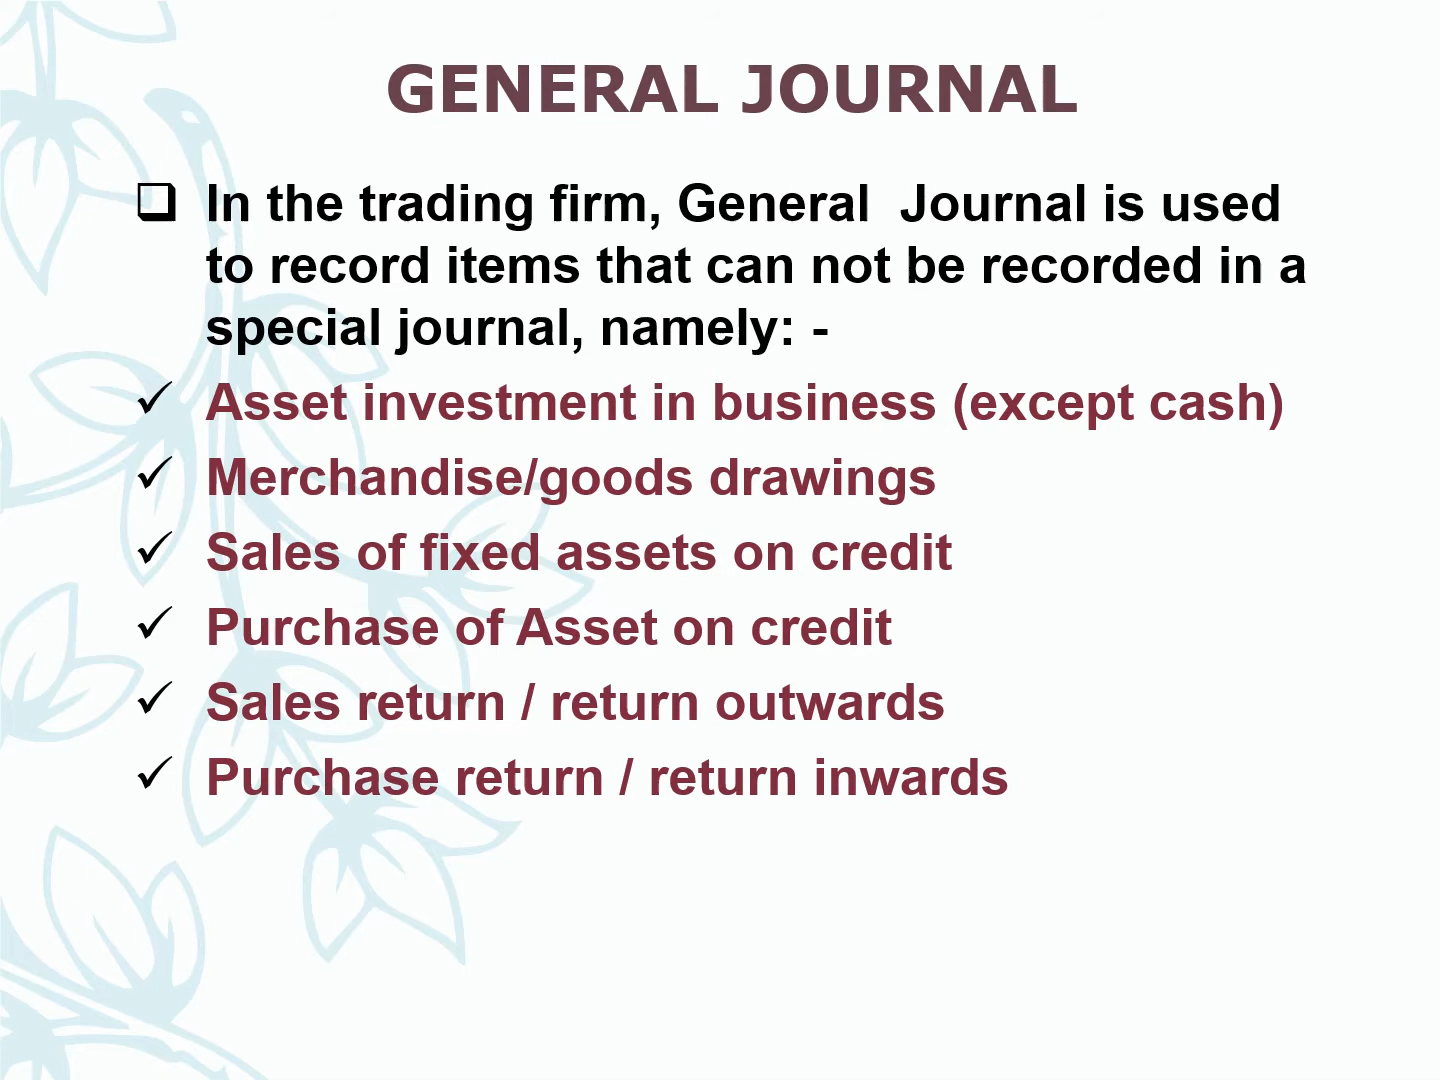 GENERAL JOURNAL
❑ In the trading firm, General  Journal is used
to record items that can not be recorded in a
special journal, namely: -
✓ Asset investment in business (except cash)
✓ Merchandise/goods drawings
✓ Sales of fixed assets on credit
✓ Purchase of Asset on credit
✓ Sales return / return outwards
✓ Purchase return / return inwards